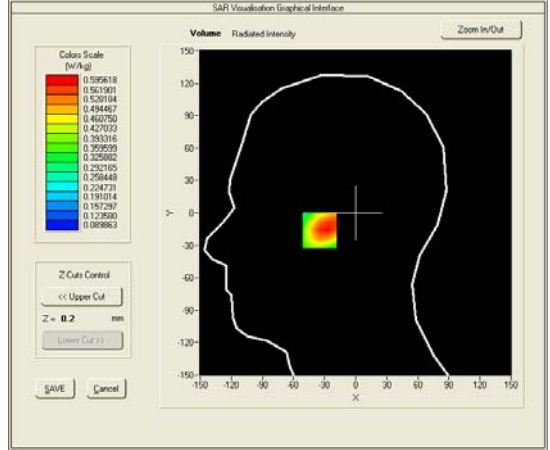 SAR Visualisation Graphical Interface
Volume Radiated Intensity
Zoom In/Out
Colors Scale
(W/kg)
0.595618
0.561901
0.528184
0.494467
0.460750
0.427033
0.393316
0.359599
0.325882
0.292165
0.258448
0.224731
0.191014
0.157297
0.123580
0.089863
Z-Cuts Control
<< Upper Cut
Z = 0.2 mm
Lower Cut >>
SAVE Cancel
150
120
90
60
30
0
-30
-60
-90
-120
-150
Y
-150 -120 -90 -60 -30 0 30 60 90 120 150
X